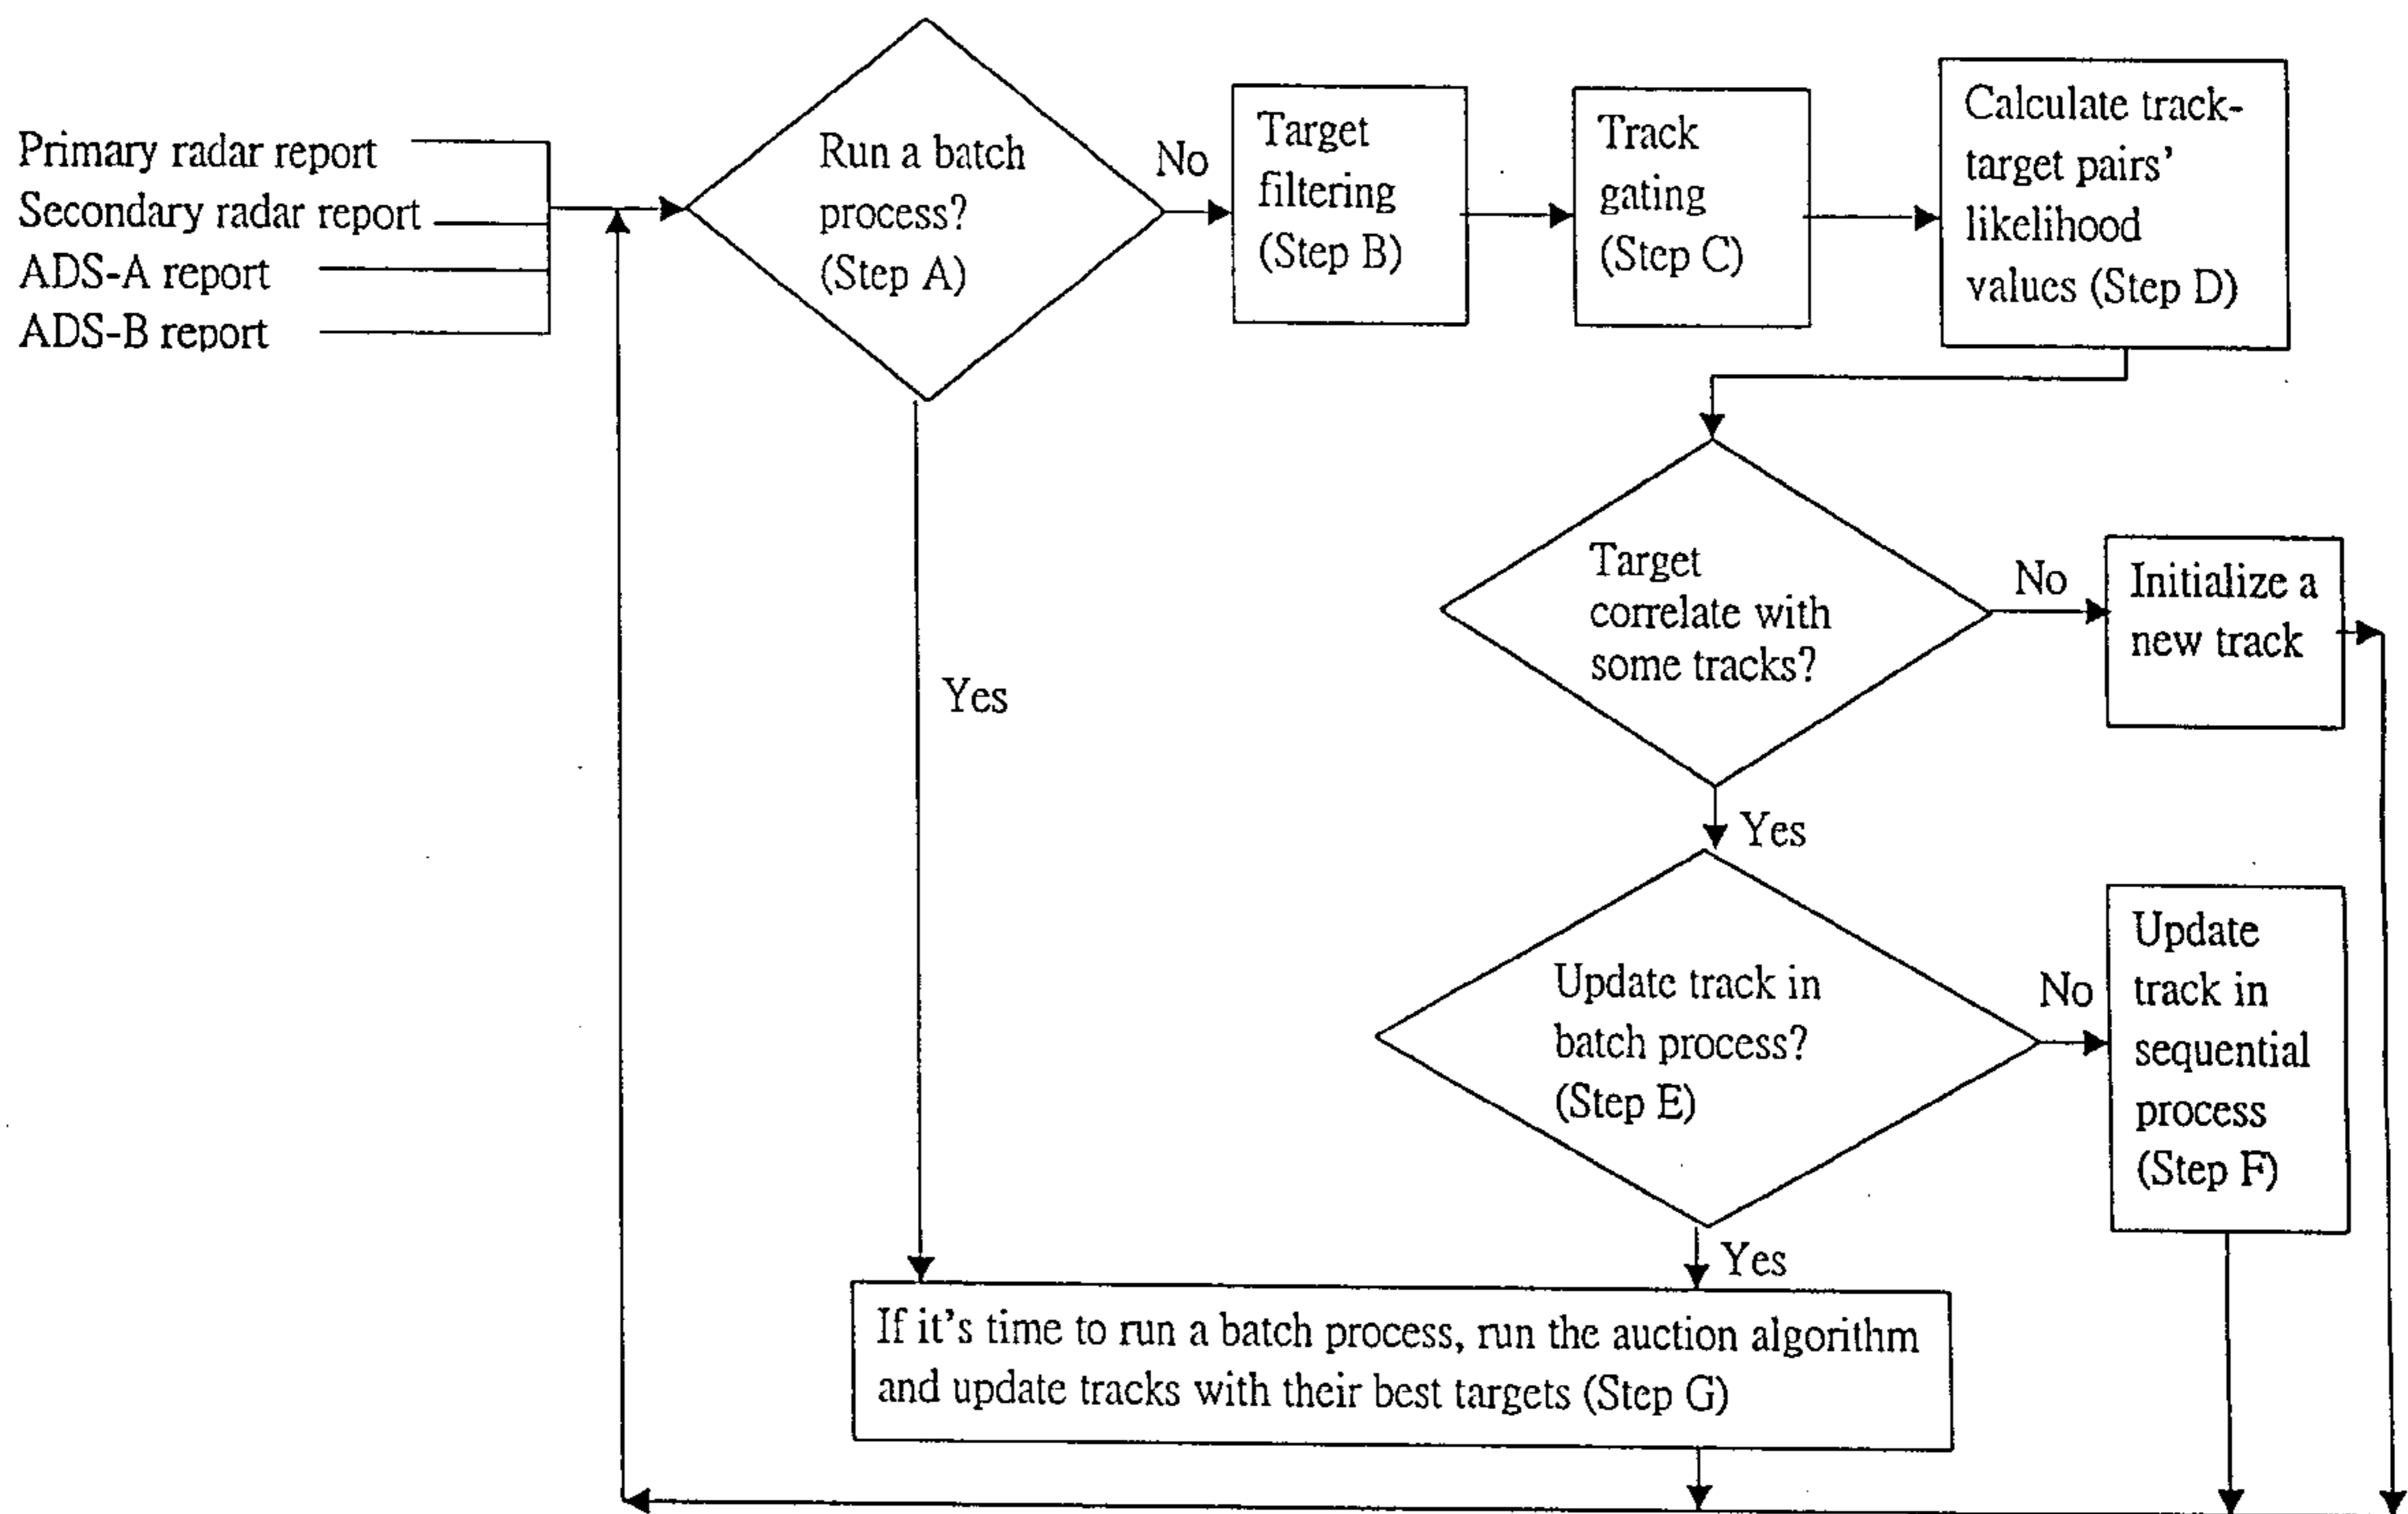 Primary radar report
Secondary radar report
ADS-A report
ADS-B report
Run a batch
process?
(Step A)
No
Target
filtering
(Step B)
Track
gating
(Step C)
Calculate track-
target pairs'
likelihood
values (Step D)
Target
correlate with
some tracks?
No
Initialize a
new track
Yes
Yes
Update track in
batch process?
(Step E)
No
Update
track in
sequential
process
(Step F)
Yes
If it's time to run a batch process, run the auction algorithm
and update tracks with their best targets (Step G)